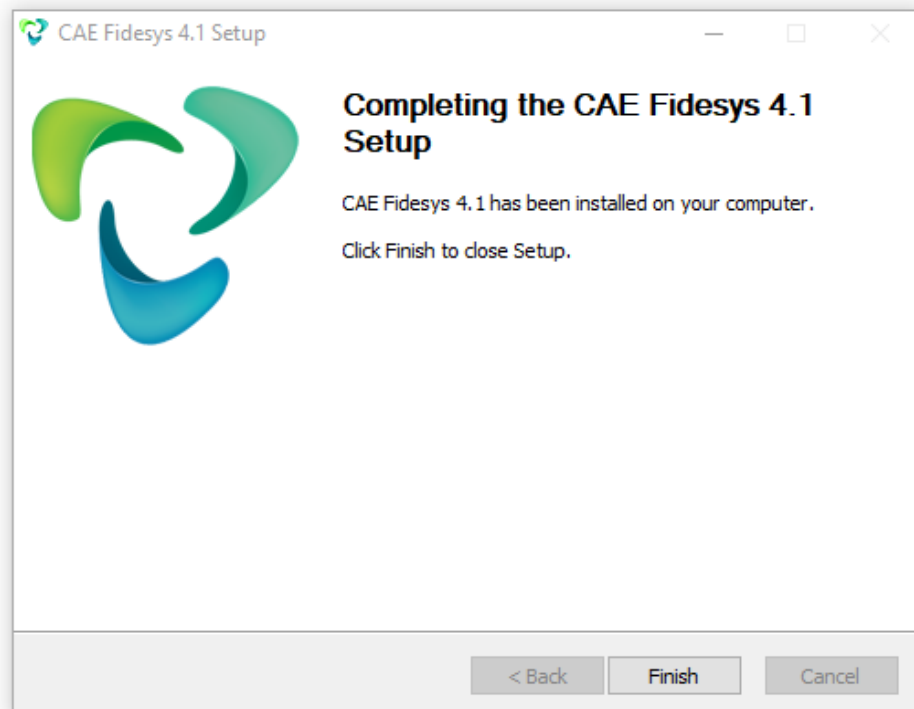 CAE Fidesys 4.1 Setup
Completing the CAE Fidesys 4.1
Setup
CAE Fidesys 4.1 has been installed on your computer.
Click Finish to close Setup.
< Back
Finish
Cancel